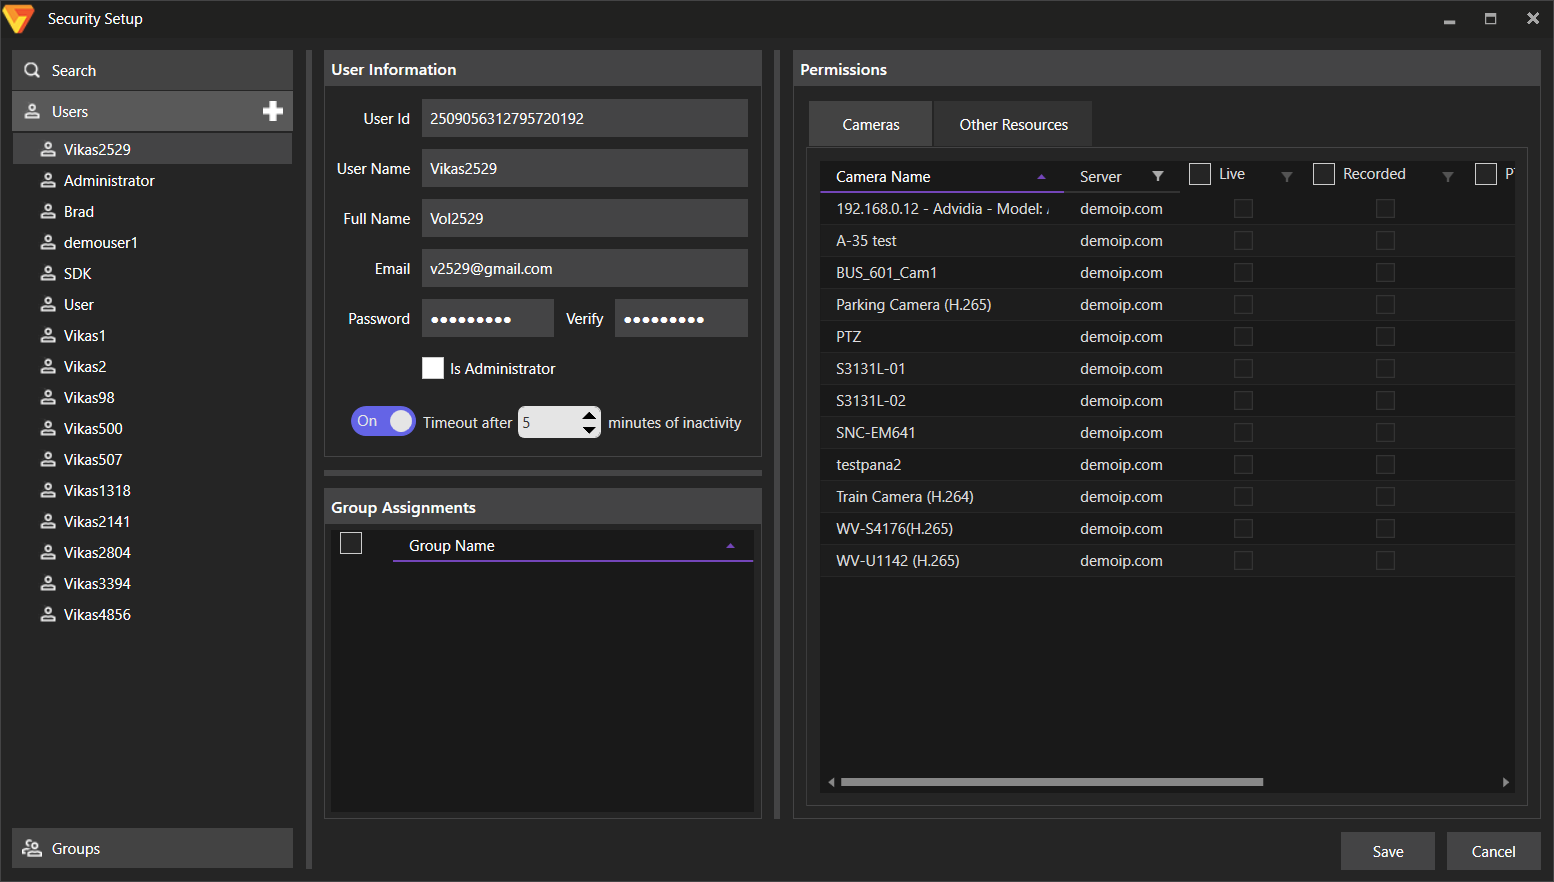 Security Setup
Search
Users
Vikas2529
Administrator
Brad
demouser1
SDK
User
Vikas1
Vikas2
Vikas98
Vikas500
Vikas507
Vikas1318
Vikas2141
Vikas2804
Vikas3394
Vikas4856
Groups
User Information
User Id 2509056312795720192
User Name Vikas2529
Full Name Vol2529
Email v2529@gmail.com
Password ●●●●●●●●● Verify ●●●●●●●●●
Is Administrator
On Timeout after 5 minutes of inactivity
Group Assignments
Group Name
Permissions
Cameras Other Resources
Camera Name Server Live Recorded
192.168.0.12 - Advidia - Model: demoip.com
A-35 test demoip.com
BUS_601_Cam1 demoip.com
Parking Camera (H.265) demoip.com
PTZ demoip.com
S3131L-01 demoip.com
S3131L-02 demoip.com
SNC-EM641 demoip.com
testpana2 demoip.com
Train Camera (H.264) demoip.com
WV-S4176(H.265) demoip.com
WV-U1142 (H.265) demoip.com
Save Cancel